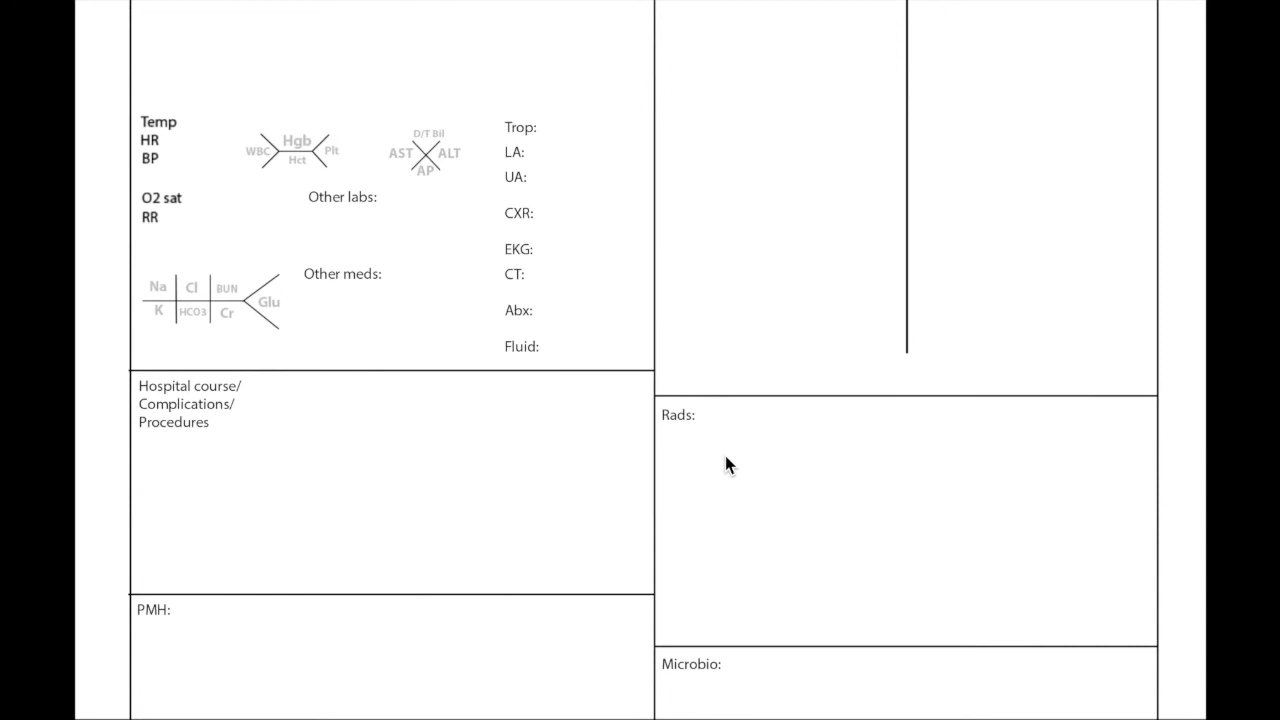 Temp
HR
BP
O2 sat
RR
WBC Hgb Plt
Hct
D/T Bil
AST ALT
AP
Other labs:
Other meds:
Na Cl BUN Glu
K HCO3 Cr
Trop:
LA:
UA:
CXR:
EKG:
CT:
Abx:
Fluid:
Hospital course/
Complications/
Procedures
PMH:
Rads:
Microbio: